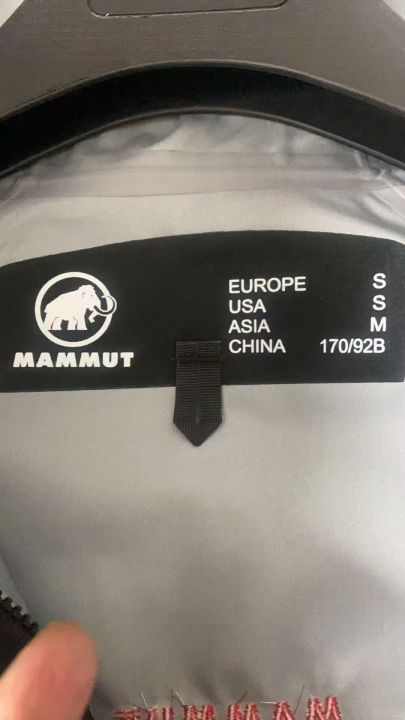 EUROPE S
USA S
ASIA M
CHINA 170/92B
MAMMUT